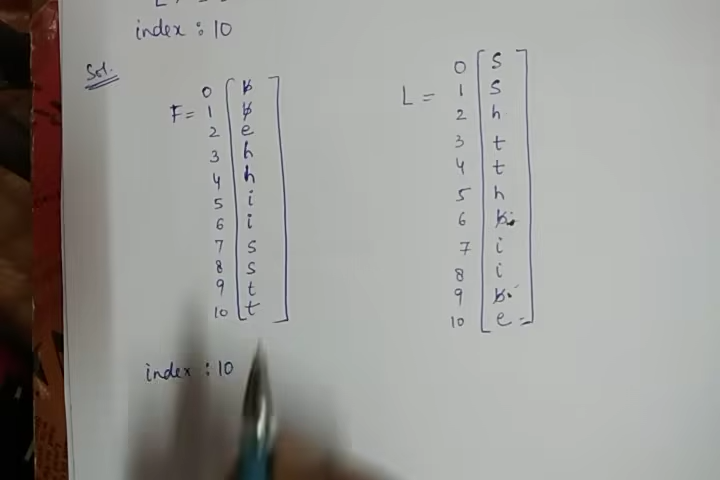 index : 10
Sol.
F =
0 b
1 b
2 e
3 h
4 h
5 i
6 i
7 s
8 s
9 t
10 t
L =
0 s
1 s
2 h
3 t
4 t
5 h
6 b
7 i
8 i
9 b
10 e
index : 10